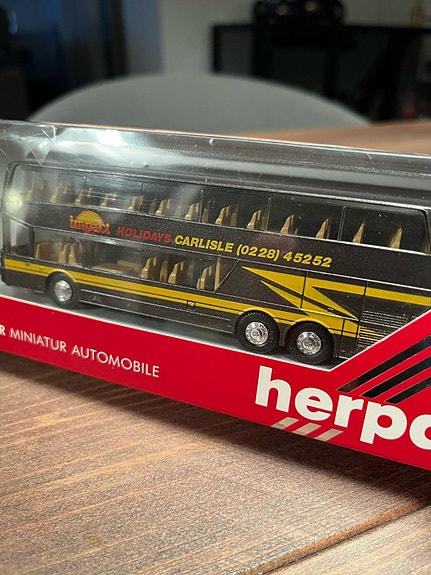 impact HOLIDAYS CARLISLE (0228) 45252
R MINIATUR AUTOMOBILE
herpa